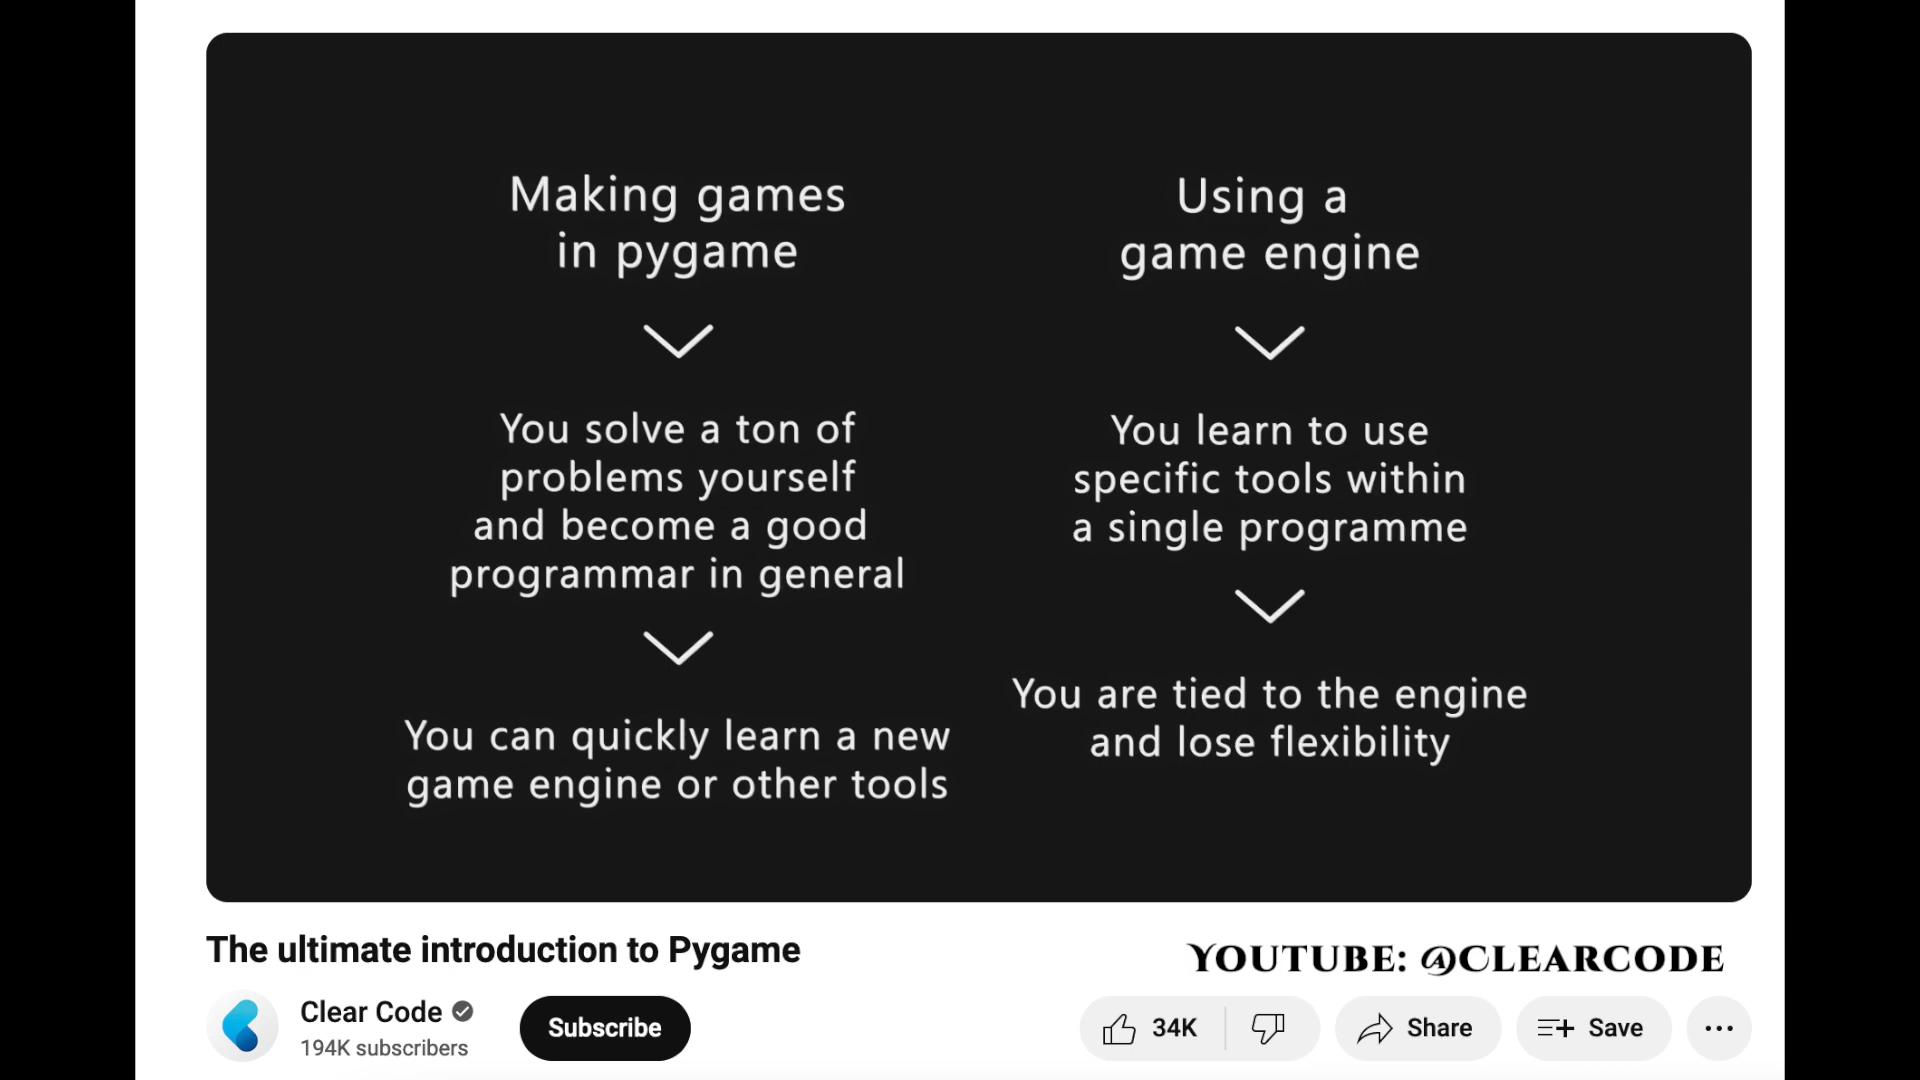 Making games
in pygame
You solve a ton of
problems yourself
and become a good
programmar in general
You can quickly learn a new
game engine or other tools
Using a
game engine
You learn to use
specific tools within
a single programme
You are tied to the engine
and lose flexibility
The ultimate introduction to Pygame
YOUTUBE: @CLEARCODE
Clear Code
194K subscribers
Subscribe
34K
Share
Save